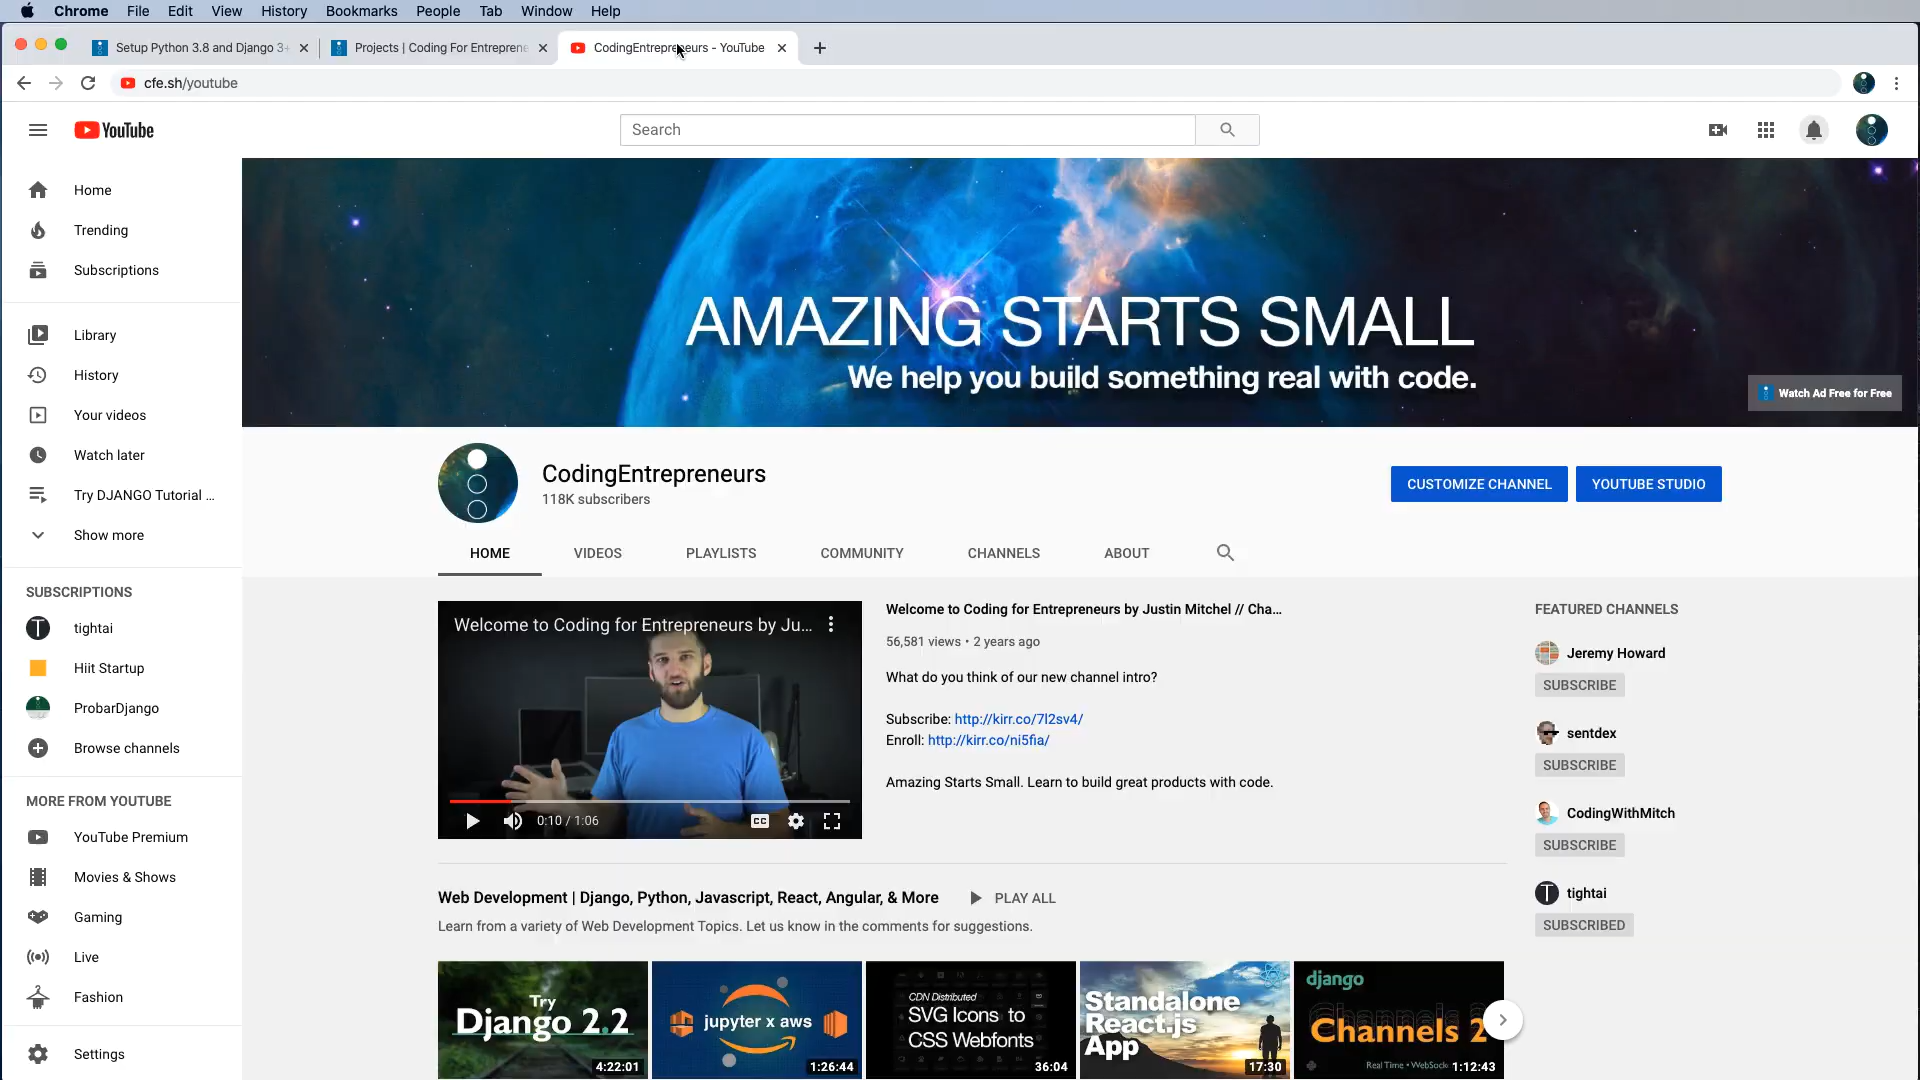 Chrome File Edit View History Bookmarks People Tab Window Help
Setup Python 3.8 and Django 3+
Projects | Coding For Entreprene
CodingEntrepreneurs - YouTube
cfe.sh/youtube
YouTube
Search
Home
Trending
Subscriptions
Library
History
Your videos
Watch later
Try DJANGO Tutorial ...
Show more
SUBSCRIPTIONS
tightai
Hiit Startup
ProbarDjango
Browse channels
MORE FROM YOUTUBE
YouTube Premium
Movies & Shows
Gaming
Live
Fashion
Settings
AMAZING STARTS SMALL
We help you build something real with code.
Watch Ad Free for Free
CodingEntrepreneurs
118K subscribers
CUSTOMIZE CHANNEL
YOUTUBE STUDIO
HOME VIDEOS PLAYLISTS COMMUNITY CHANNELS ABOUT
Welcome to Coding for Entrepreneurs by Ju...
0:10 / 1:06
CC
Welcome to Coding for Entrepreneurs by Justin Mitchel // Cha...
56,581 views • 2 years ago
What do you think of our new channel intro?
Subscribe: http://kirr.co/7l2sv4/
Enroll: http://kirr.co/ni5fia/
Amazing Starts Small. Learn to build great products with code.
FEATURED CHANNELS
Jeremy Howard
SUBSCRIBE
sentdex
SUBSCRIBE
CodingWithMitch
SUBSCRIBE
tightai
SUBSCRIBED
Web Development | Django, Python, Javascript, React, Angular, & More
PLAY ALL
Learn from a variety of Web Development Topics. Let us know in the comments for suggestions.
Try
Django 2.2
4:22:01
jupyter x aws
1:26:44
CDN Distributed
SVG Icons to
CSS Webfonts
36:04
Standalone
React.js
App
17:30
django
Channels 2
Real Time • WebSock
1:12:43